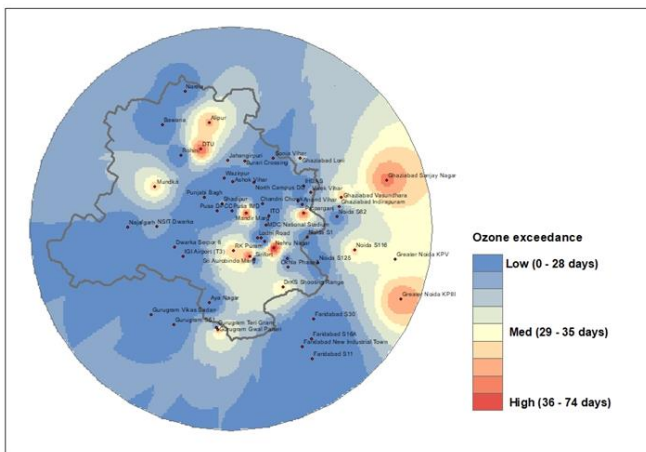 Narela
Bawana
Alipur
DTU
Rohini
Jahangirpuri
Burari Crossing
Sonia Vihar
Ghaziabad Loni
Mundka
Wazirpur
Ashok Vihar
North Campus DU
IHBAS
Vivek Vihar
Ghaziabad Sanjay Nagar
Ghaziabad Vasundhara
Ghaziabad Indirapuram
Punjabi Bagh
Shadipur
Pusa DPCC
Pusa IMD
Chandni Chowk
Anand Vihar
Patparganj
Noida S62
Mandir Marg
ITO
MDC National Stadium
Najafgarh
NSIT-Dwarka
Lodhi Road
Noida S1
Dwarka Sector 8
IGI Airport (T3)
RK Puram
Nehru Nagar
Sirifort
Sri Aurobindo Marg
Okhla Phase 2
Noida S125
Noida S116
Greater Noida KPV
DrKS Shooting Range
Greater Noida KPIII
Aya Nagar
Gurugram Vikas Sadan
Gurugram S51
Gurugram Teri Gram
Gurugram Gwal Pahari
Faridabad S30
Faridabad S16A
Faridabad New Industrial Town
Faridabad S11
Ozone exceedance
Low (0 - 28 days)
Med (29 - 35 days)
High (36 - 74 days)